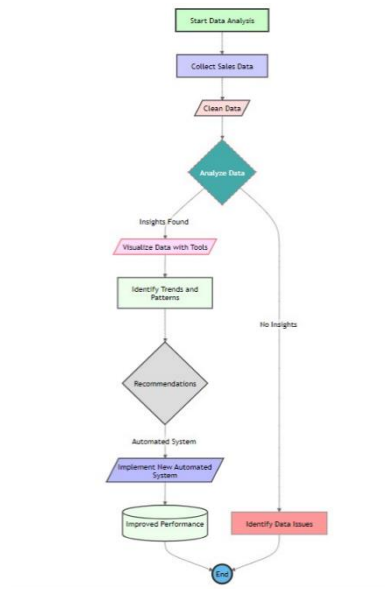 Start Data Analysis
Collect Sales Data
Clean Data
Analyze Data
Insights Found
Visualize Data with Tools
Identify Trends and
Patterns
No Insights
Recommendations
Automated System
Implement New Automated
System
Improved Performance
Identify Data Issues
End